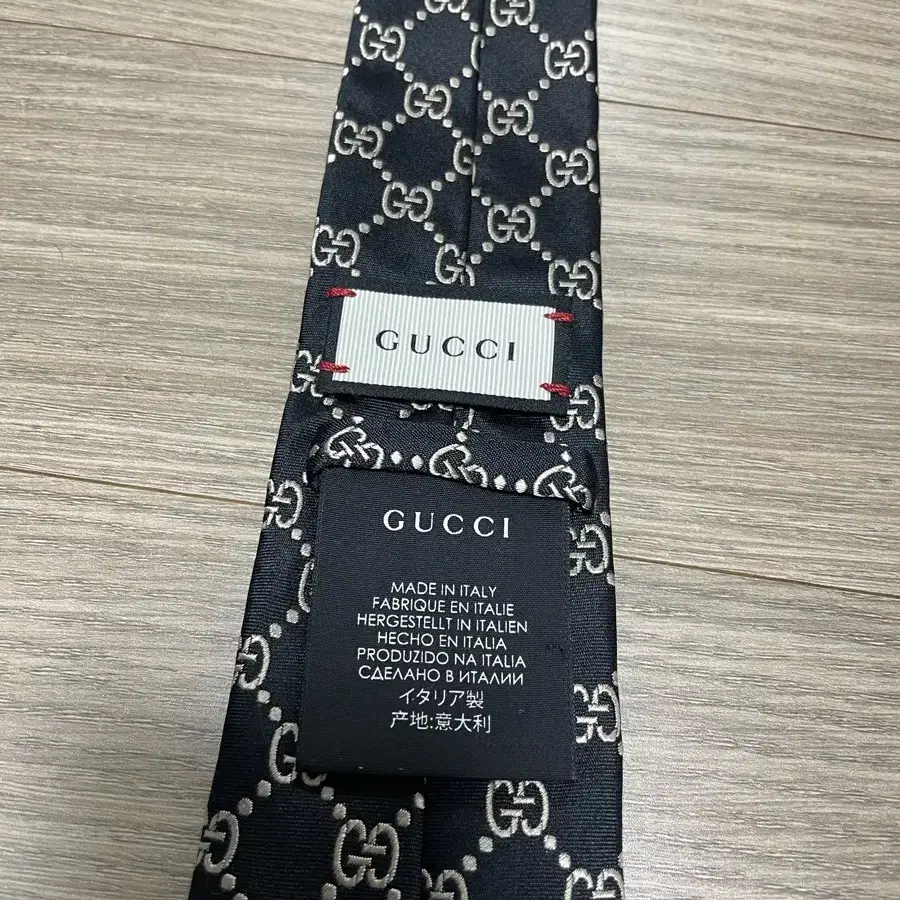 GUCCI
GUCCI
MADE IN ITALY
FABRIQUE EN ITALIE
HERGESTELLT IN ITALIEN
HECHO EN ITALIA
PRODUZIDO NA ITALIA
СДЕЛАНО В ИТАЛИИ
イタリア製
产地:意大利